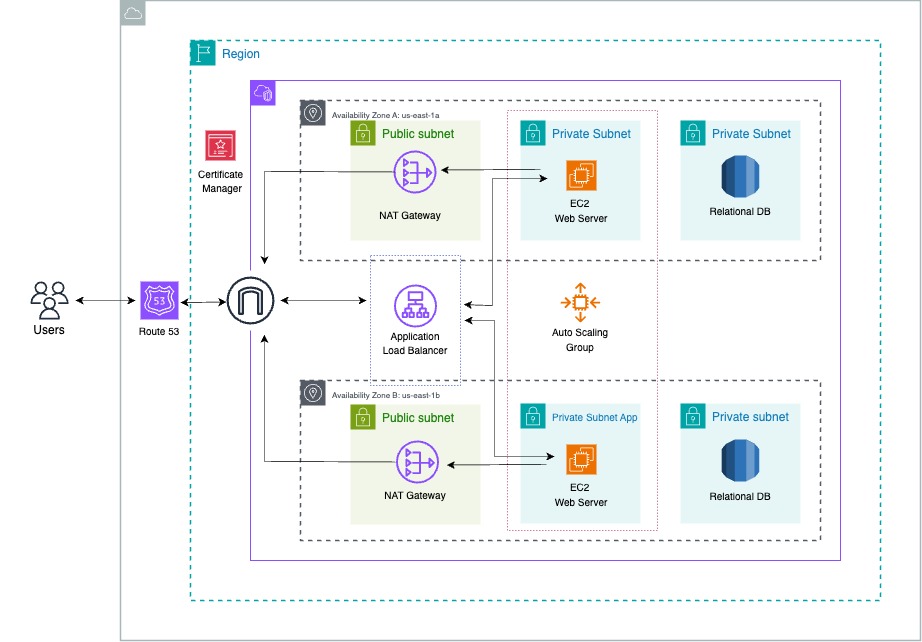 Region
Availability Zone A: us-east-1a
Public subnet
Private Subnet
Private Subnet
Certificate
Manager
NAT Gateway
EC2
Web Server
Relational DB
Users
53
Route 53
Application
Load Balancer
Auto Scaling
Group
Availability Zone B: us-east-1b
Public subnet
Private Subnet App
Private subnet
NAT Gateway
EC2
Web Server
Relational DB